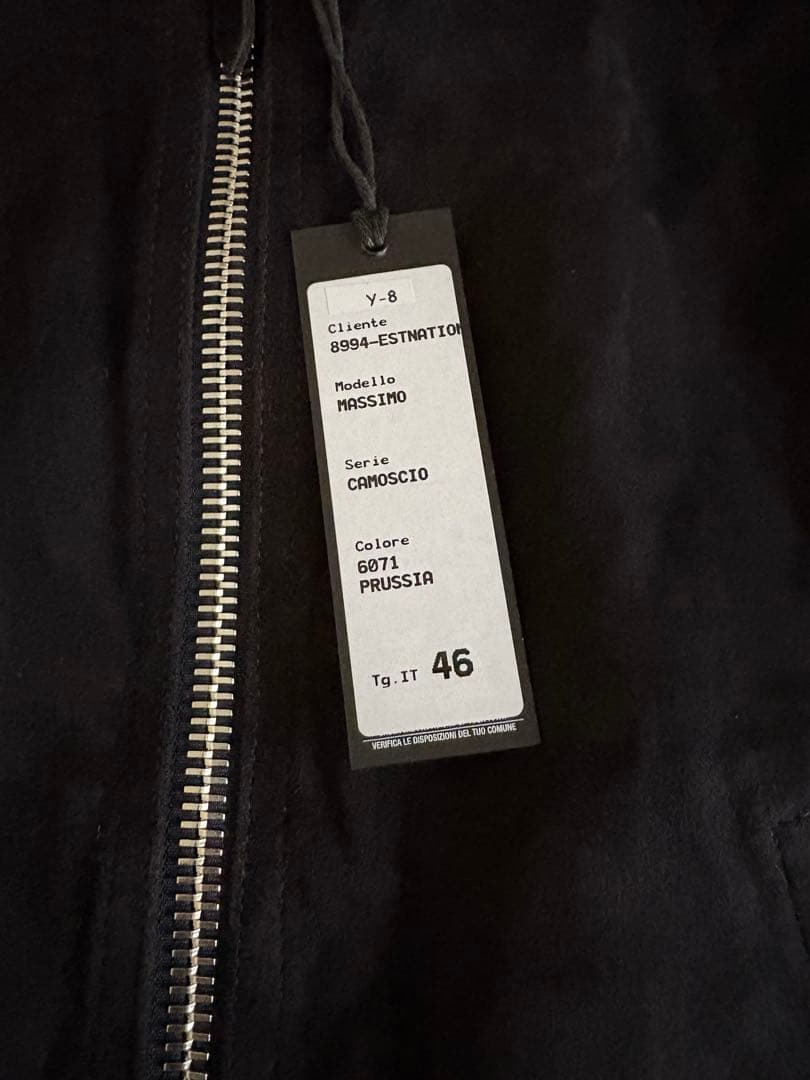 Y-8
Cliente
8994-ESTNATION
Modello
MASSIMO
Serie
CAMOSCIO
Colore
6071
PRUSSIA
Tg.IT 46
VERIFICA LE DISPOSIZIONI DEL TUO COMUNE